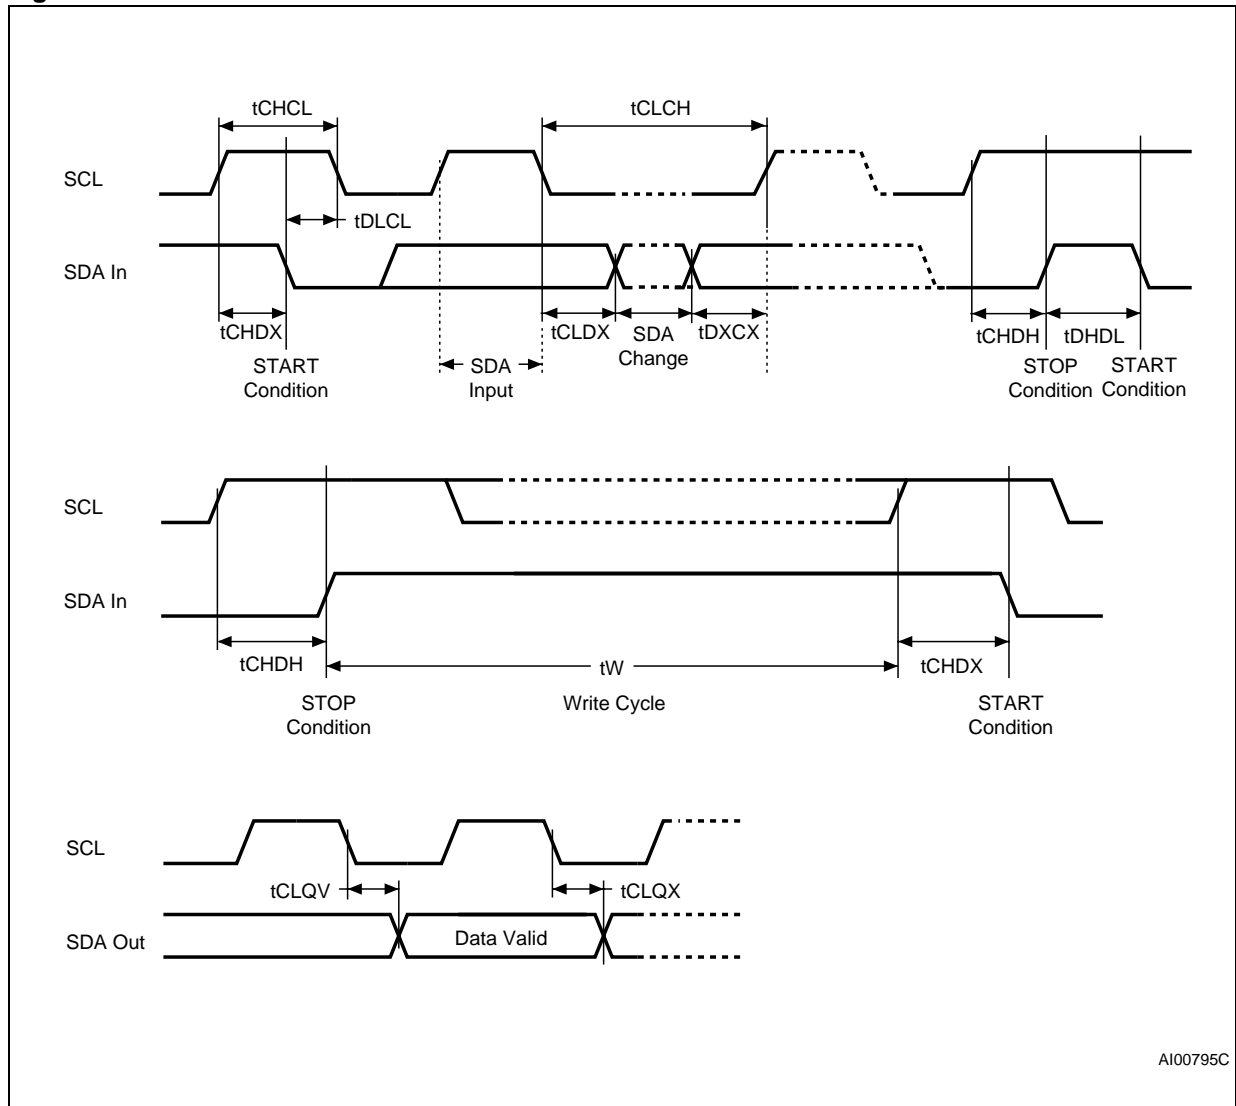 tCHCL
tCLCH
SCL
tDLCL
SDA In
tCHDX
tCLDX
SDA
Change
tDXCX
tCHDH
tDHDL
START
Condition
SDA
Input
STOP
Condition
START
Condition
SCL
SDA In
tCHDH
tW
tCHDX
STOP
Condition
Write Cycle
START
Condition
SCL
tCLQV
tCLQX
SDA Out
Data Valid
AI00795C